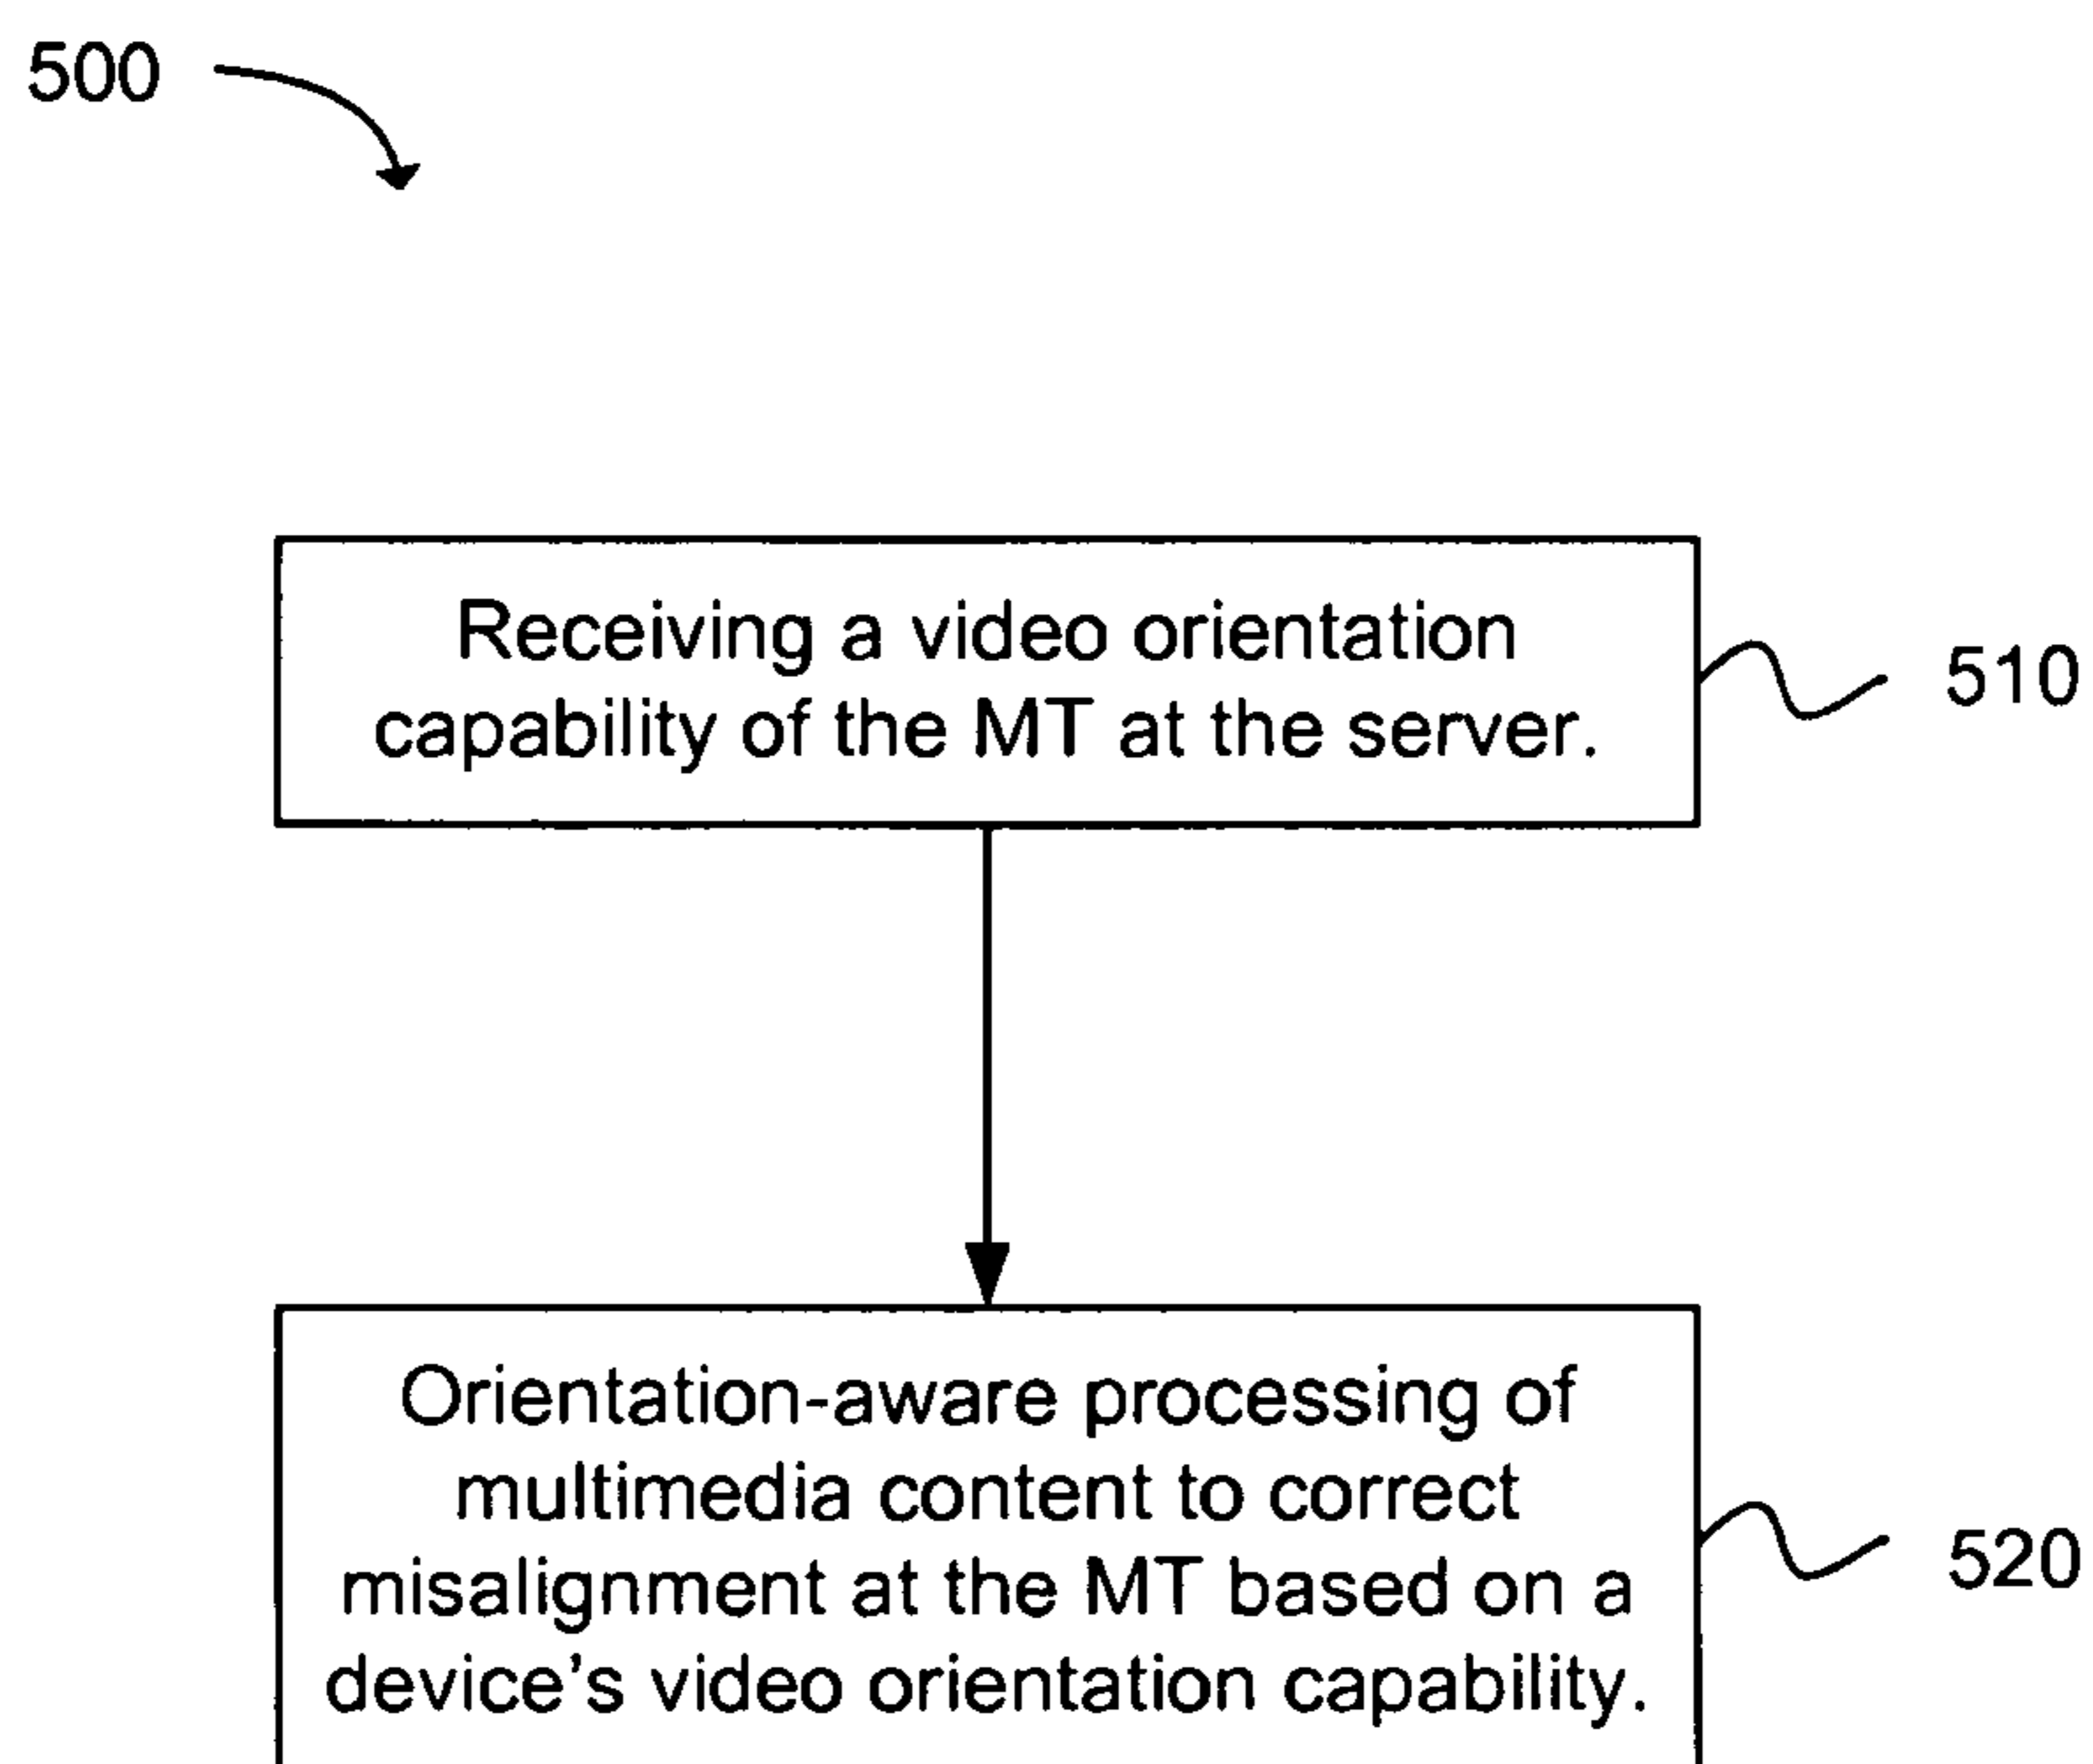 500
Receiving a video orientation
capability of the MT at the server.
510
Orientation-aware processing of
multimedia content to correct
misalignment at the MT based on a
device's video orientation capability.
520